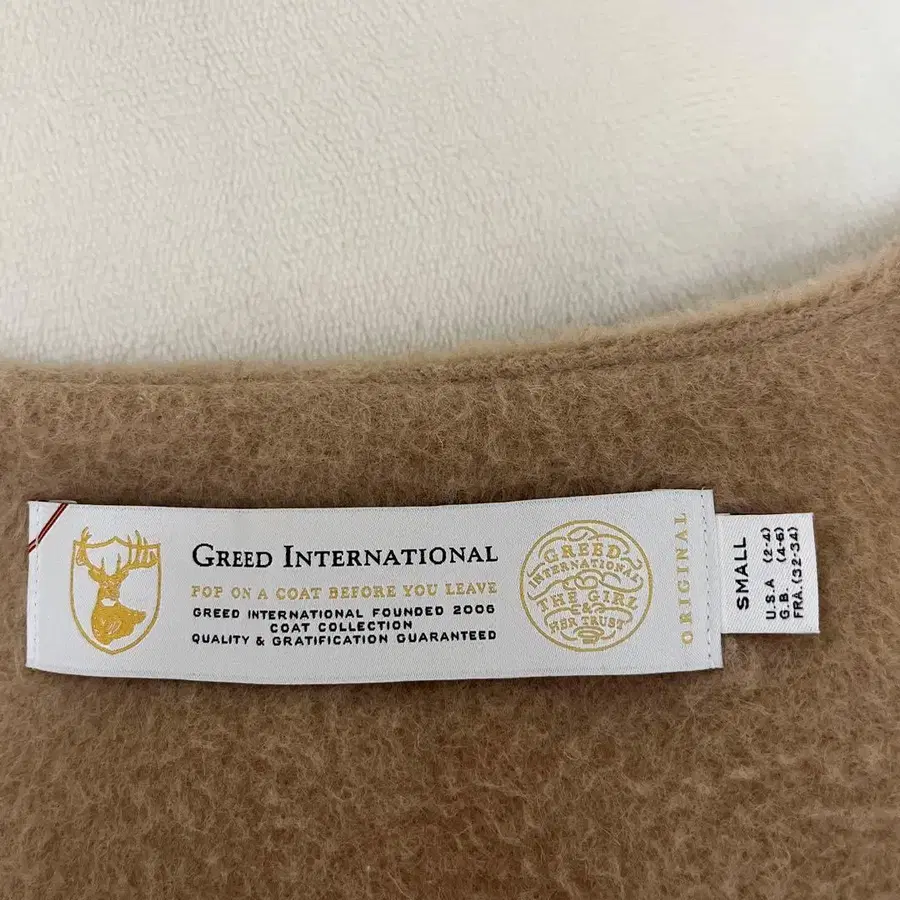 GREED INTERNATIONAL
POP ON A COAT BEFORE YOU LEAVE
GREED INTERNATIONAL FOUNDED 2006
COAT COLLECTION
QUALITY & GRATIFICATION GUARANTEED
GREED
INTERNATIONAL
THE GIRL
&
HER TRUST
ORIGINAL
SMALL
U.S.A (2-4)
G.B. (4-6)
FRA.(32-34)